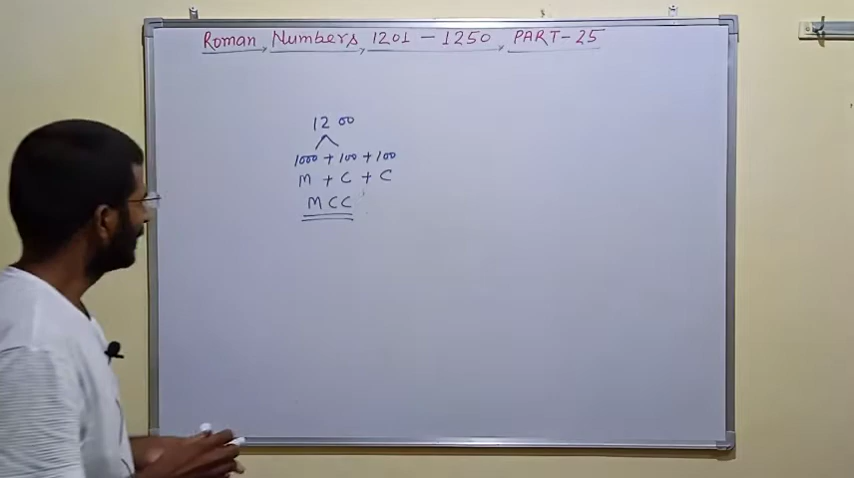 Roman, Numbers, 1201 - 1250, PART-25
1200
1000 + 100 + 100
M + C + C
MCC